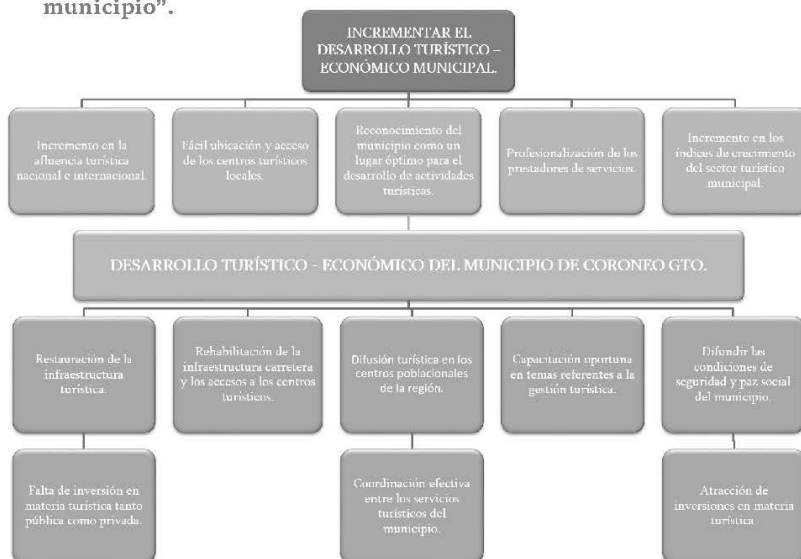 municipio”.
INCREMENTAR EL
DESARROLLO TURÍSTICO –
ECONÓMICO MUNICIPAL.
Incremento en la
afluencia turística
nacional e internacional.
Fácil ubicación y acceso
de los centros turísticos
locales.
Reconocimiento del
municipio como un
lugar óptimo para el
desarrollo de actividades
turísticas.
Profesionalización de los
prestadores de servicios.
Incremento en los
índices de crecimiento
del sector turístico
municipal.
DESARROLLO TURÍSTICO - ECONÓMICO DEL MUNICIPIO DE CORONEO GTO.
Restauración de la
infraestructura
turística.
Rehabilitación de la
infraestructura carretera
y los accesos a los centros
turísticos.
Difusión turística en los
centros poblacionales
de la región.
Capacitación oportuna
en temas referentes a la
gestión turística.
Difundir las
condiciones de
seguridad y paz social
del municipio.
Falta de inversión en
materia turística tanto
pública como privada.
Coordinación efectiva
entre los servicios
turísticos del
municipio.
Atracción de
inversiones en materia
turística.